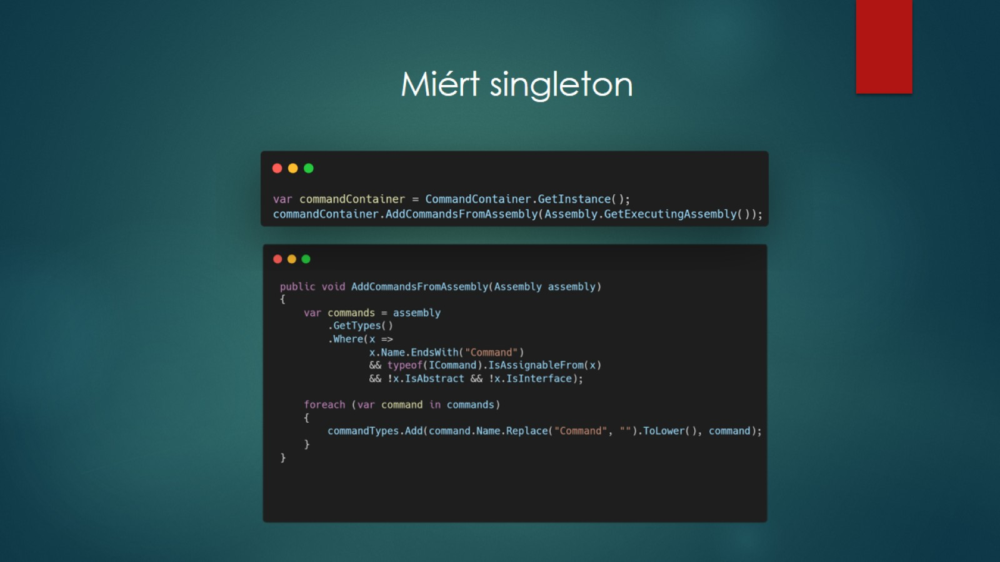 Miért singleton
var commandContainer = CommandContainer.GetInstance();
commandContainer.AddCommandsFromAssembly(Assembly.GetExecutingAssembly());
public void AddCommandsFromAssembly(Assembly assembly)
{
    var commands = assembly
        .GetTypes()
        .Where(x =>
               x.Name.EndsWith("Command")
               && typeof(ICommand).IsAssignableFrom(x)
               && !x.IsAbstract && !x.IsInterface);
    foreach (var command in commands)
    {
        commandTypes.Add(command.Name.Replace("Command", "").ToLower(), command);
    }
}